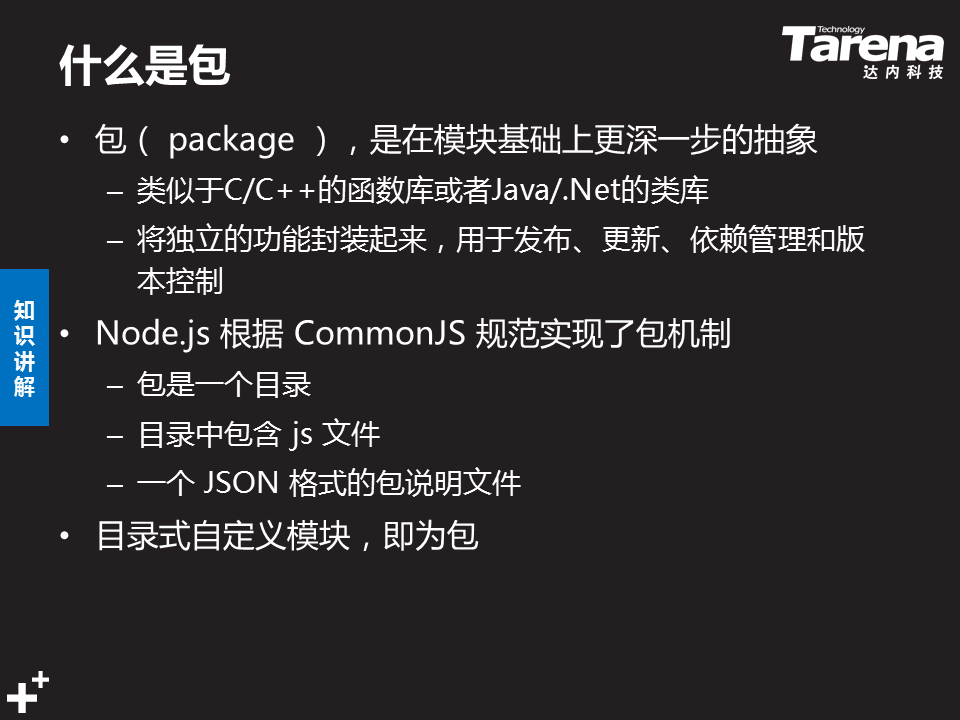 什么是包
Technology
Tarena
达内科技
• 包（ package ），是在模块基础上更深一步的抽象
– 类似于C/C++的函数库或者Java/.Net的类库
– 将独立的功能封装起来，用于发布、更新、依赖管理和版
本控制
知识讲解
• Node.js 根据 CommonJS 规范实现了包机制
– 包是一个目录
– 目录中包含 js 文件
– 一个 JSON 格式的包说明文件
• 目录式自定义模块，即为包